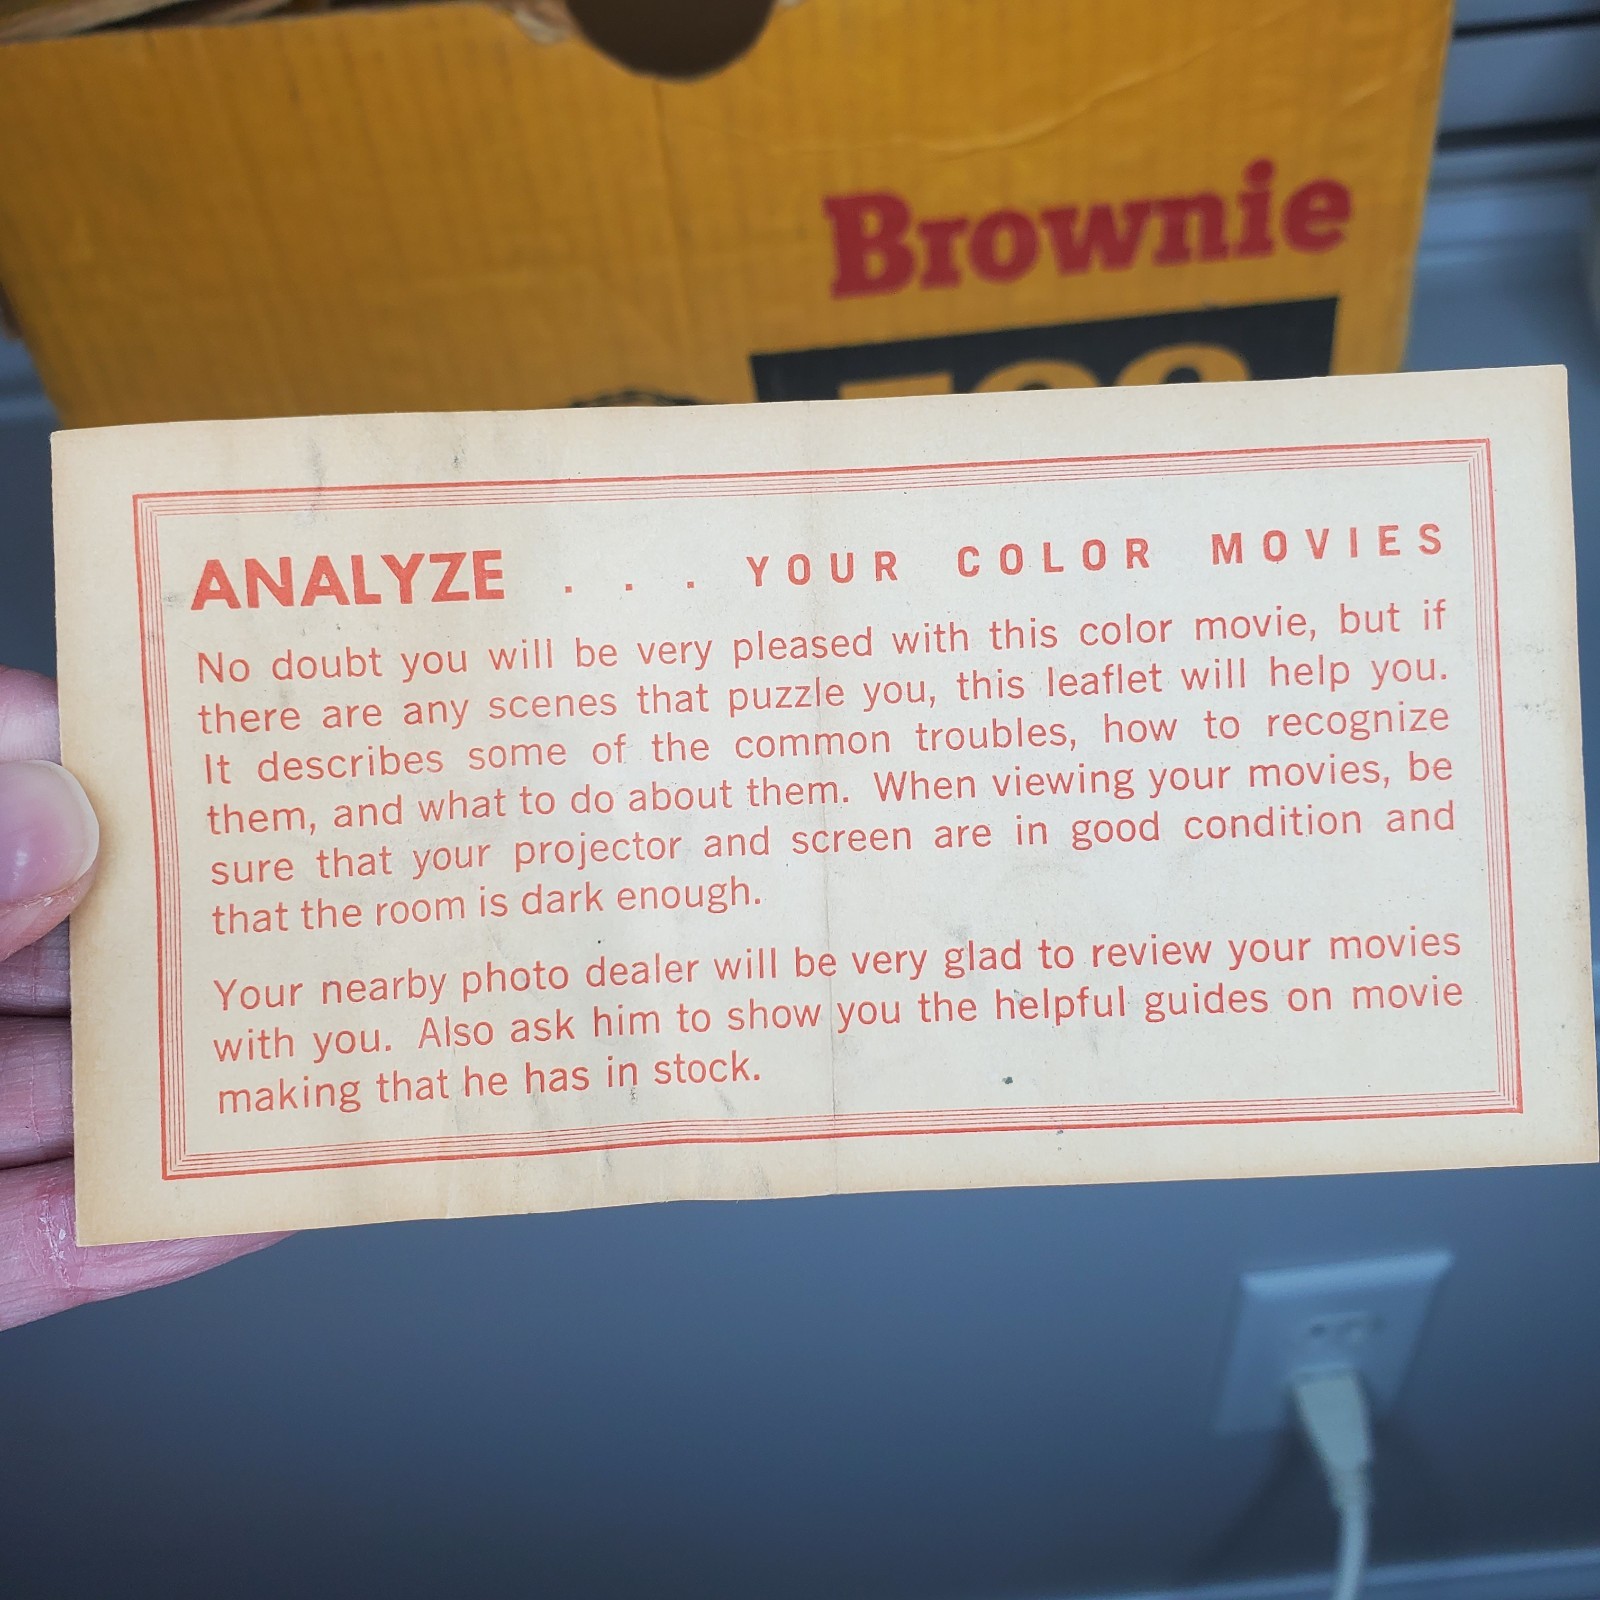 Brownie
ANALYZE . . . YOUR COLOR MOVIES
No doubt you will be very pleased with this color movie, but if
there are any scenes that puzzle you, this leaflet will help you.
It describes some of the common troubles, how to recognize
them, and what to do about them. When viewing your movies, be
sure that your projector and screen are in good condition and
that the room is dark enough.
Your nearby photo dealer will be very glad to review your movies
with you. Also ask him to show you the helpful guides on movie
making that he has in stock.